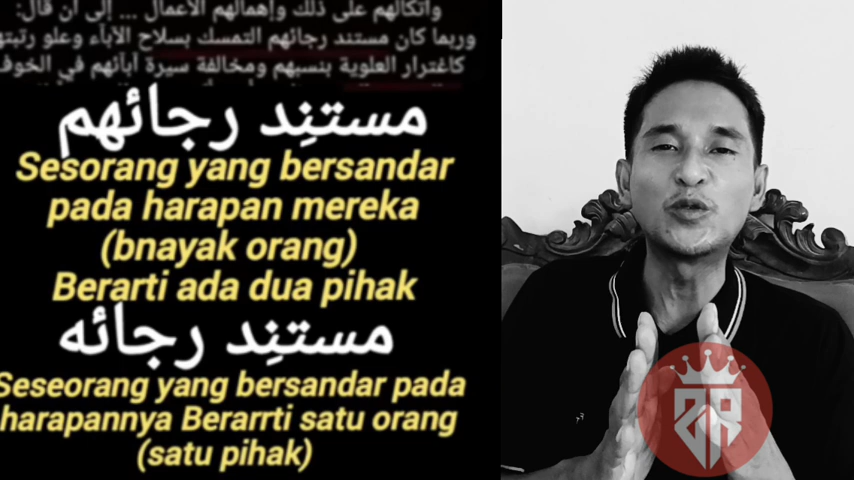 واتكالهم على ذلك وإهمالهم الأعمال ... إلى أن قال:
وربما كان مستند رجائهم التمسك بصلاح الآباء وعلو رتبتهم
كاغترار العلوية بنسبهم ومخالفة سيرة آبائهم في الخوف
مستنِد رجائهم
Sesorang yang bersandar
pada harapan mereka
(bnayak orang)
Berarti ada dua pihak
مستنِد رجائه
Seseorang yang bersandar pada
harapannya Berarrti satu orang
(satu pihak)